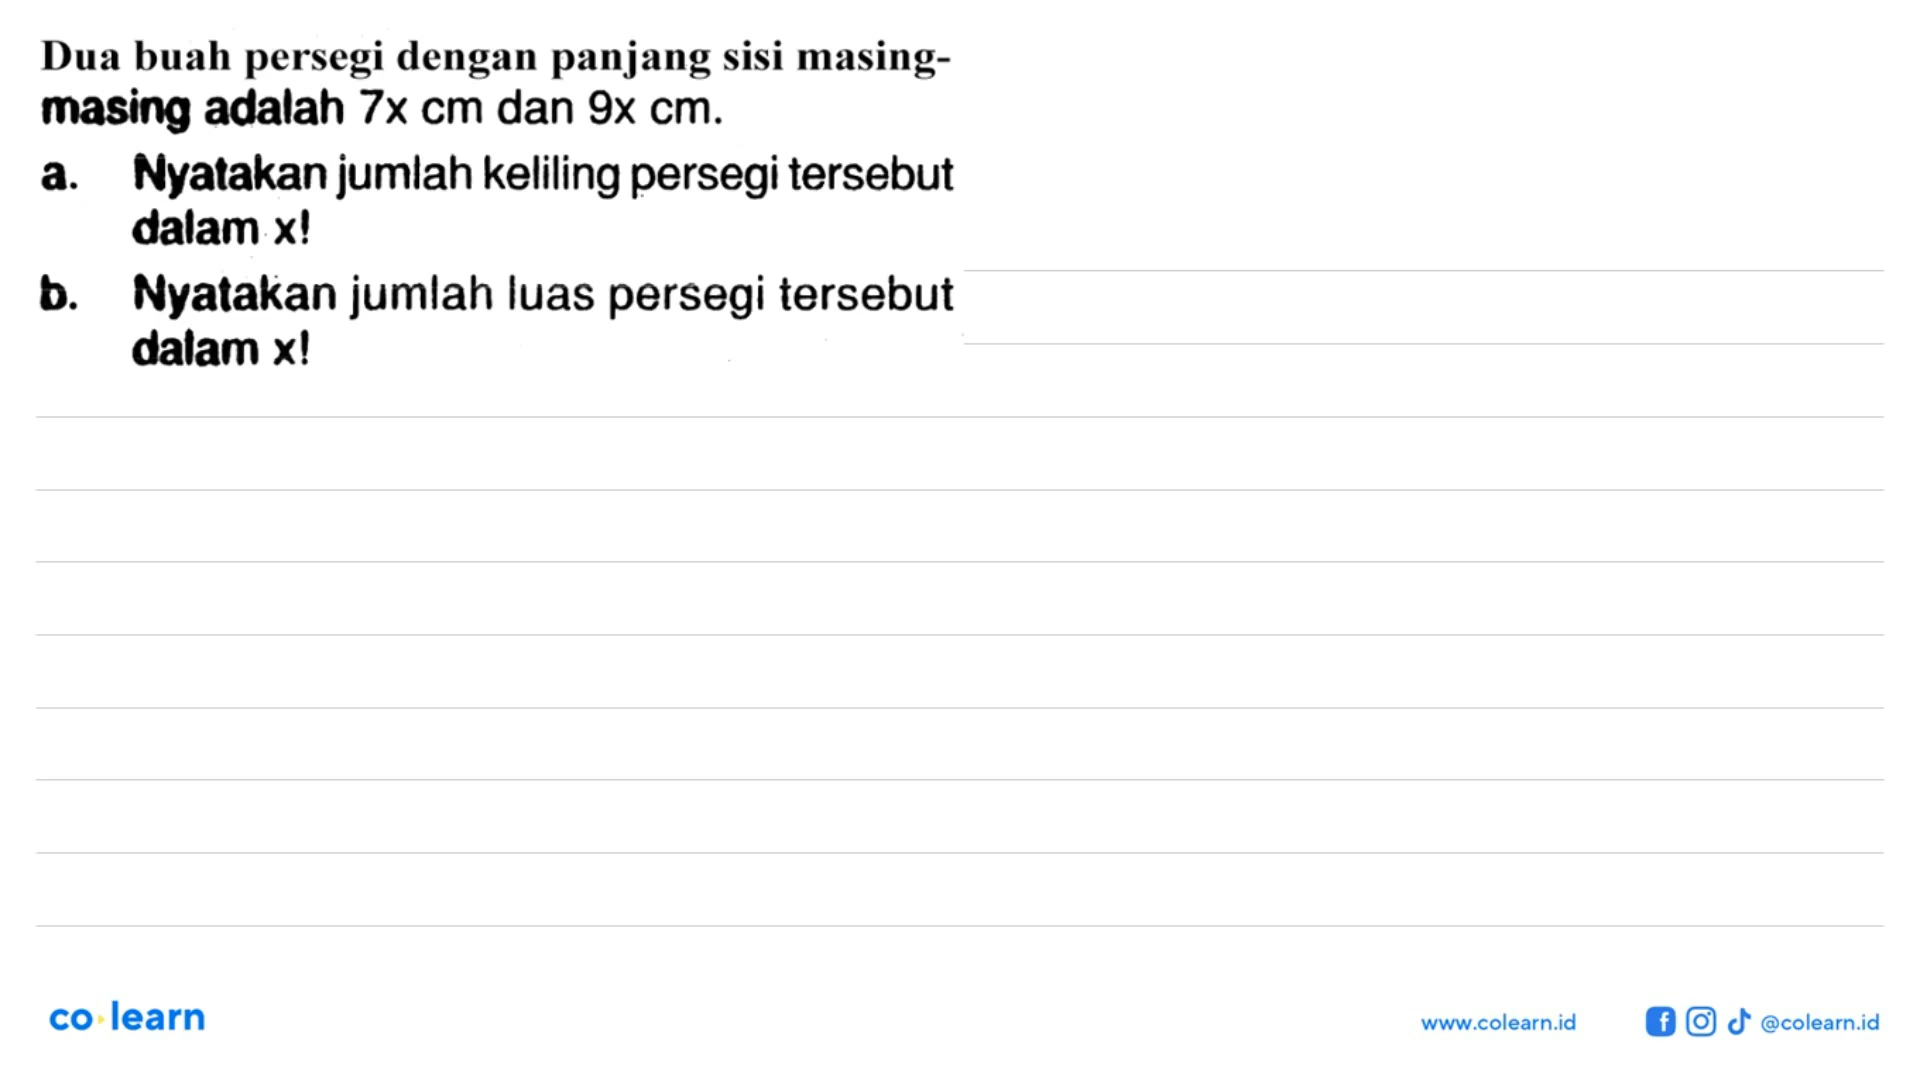 Dua buah persegi dengan panjang sisi masing-
masing adalah 7x cm dan 9x cm.
a. Nyatakan jumlah keliling persegi tersebut
dalam x!
b. Nyatakan jumlah luas persegi tersebut
dalam x!
co learn
www.colearn.id @colearn.id